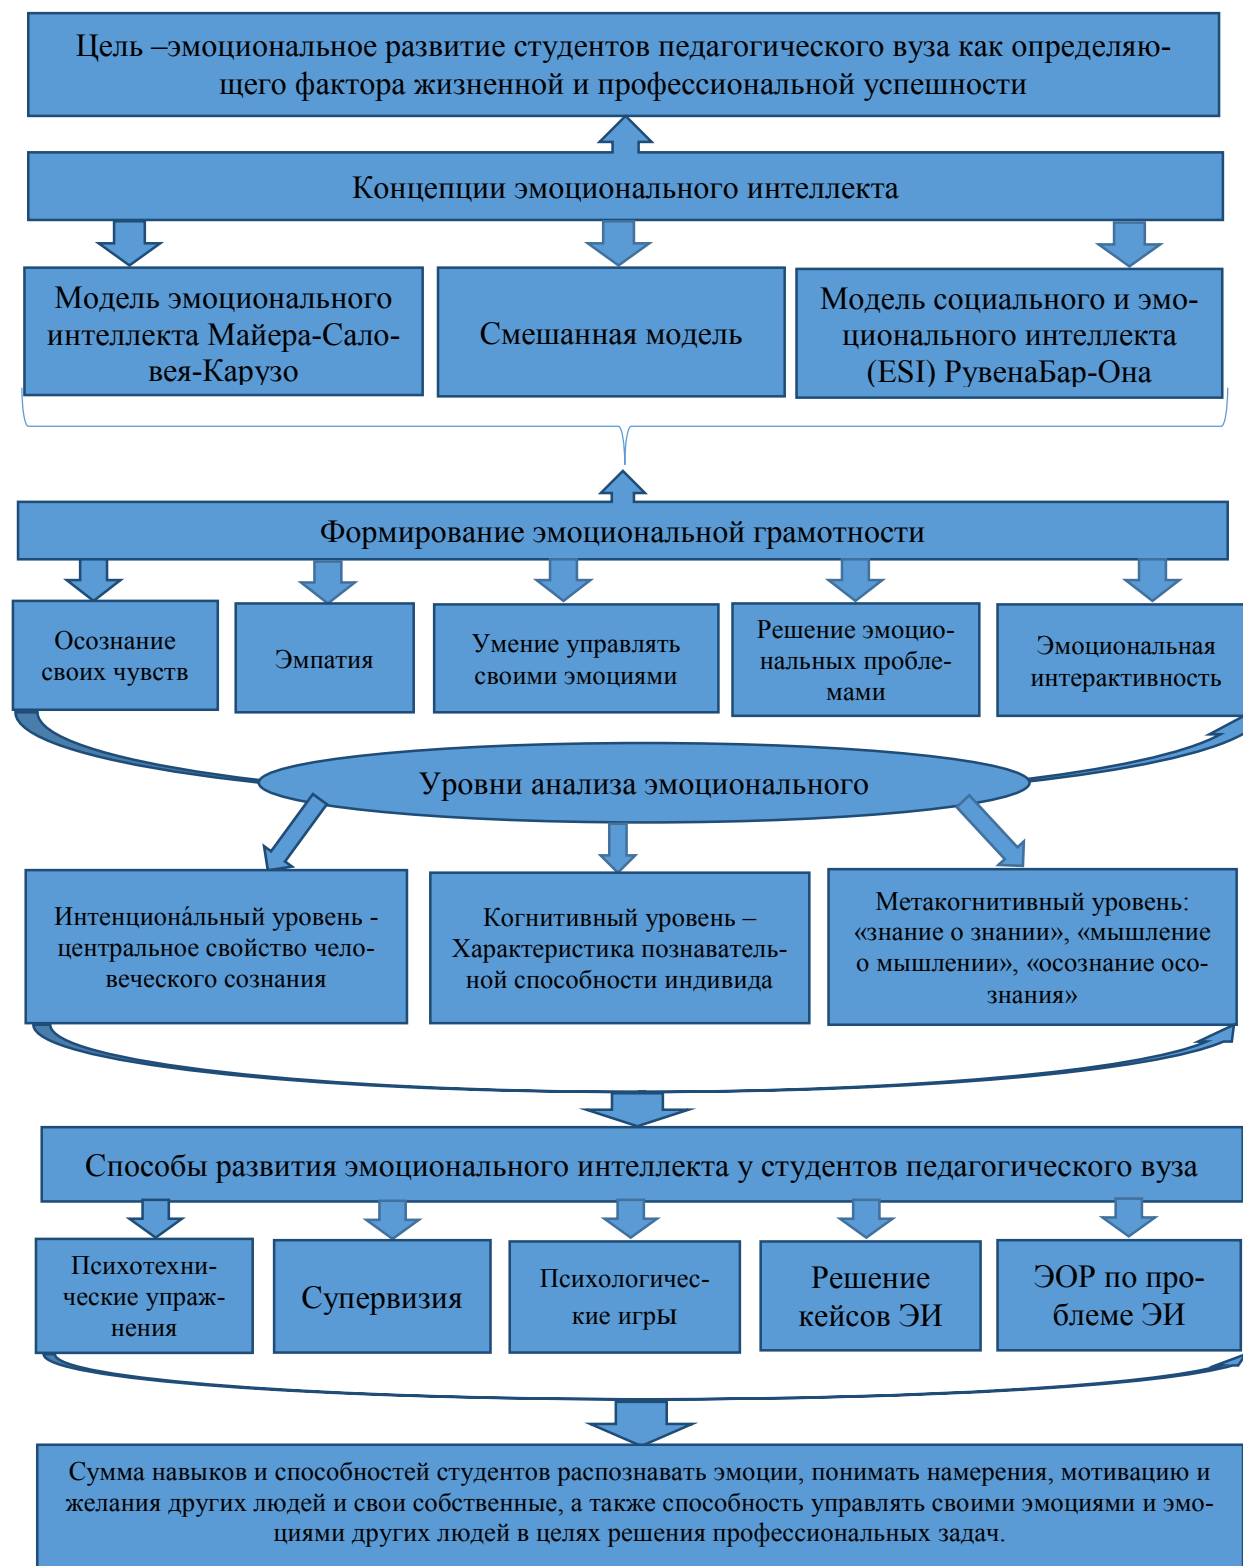 Цель –эмоциональное развитие студентов педагогического вуза как определяю-
щего фактора жизненной и профессиональной успешности
Концепции эмоционального интеллекта
Модель эмоционального
интеллекта Майера-Сало-
вея-Карузо
Смешанная модель
Модель социального и эмо-
ционального интеллекта
(ESI) РувенаБар-Она
Формирование эмоциональной грамотности
Осознание
своих чувств
Эмпатия
Умение управлять
своими эмоциями
Решение эмоцио-
нальных пробле-
мами
Эмоциональная
интерактивность
Уровни анализа эмоционального
Интенциона́льный уровень -
центральное свойство чело-
веческого сознания
Когнитивный уровень –
Характеристика познаватель-
ной способности индивида
Метакогнитивный уровень:
«знание о знании», «мышление
о мышлении», «осознание осо-
знания»
Способы развития эмоционального интеллекта у студентов педагогического вуза
Психотехни-
ческие упраж-
нения
Супервизия
Психологичес-
кие игры
Решение
кейсов ЭИ
ЭОР по про-
блеме ЭИ
Сумма навыков и способностей студентов распознавать эмоции, понимать намерения, мотивацию и
желания других людей и свои собственные, а также способность управлять своими эмоциями и эмо-
циями других людей в целях решения профессиональных задач.